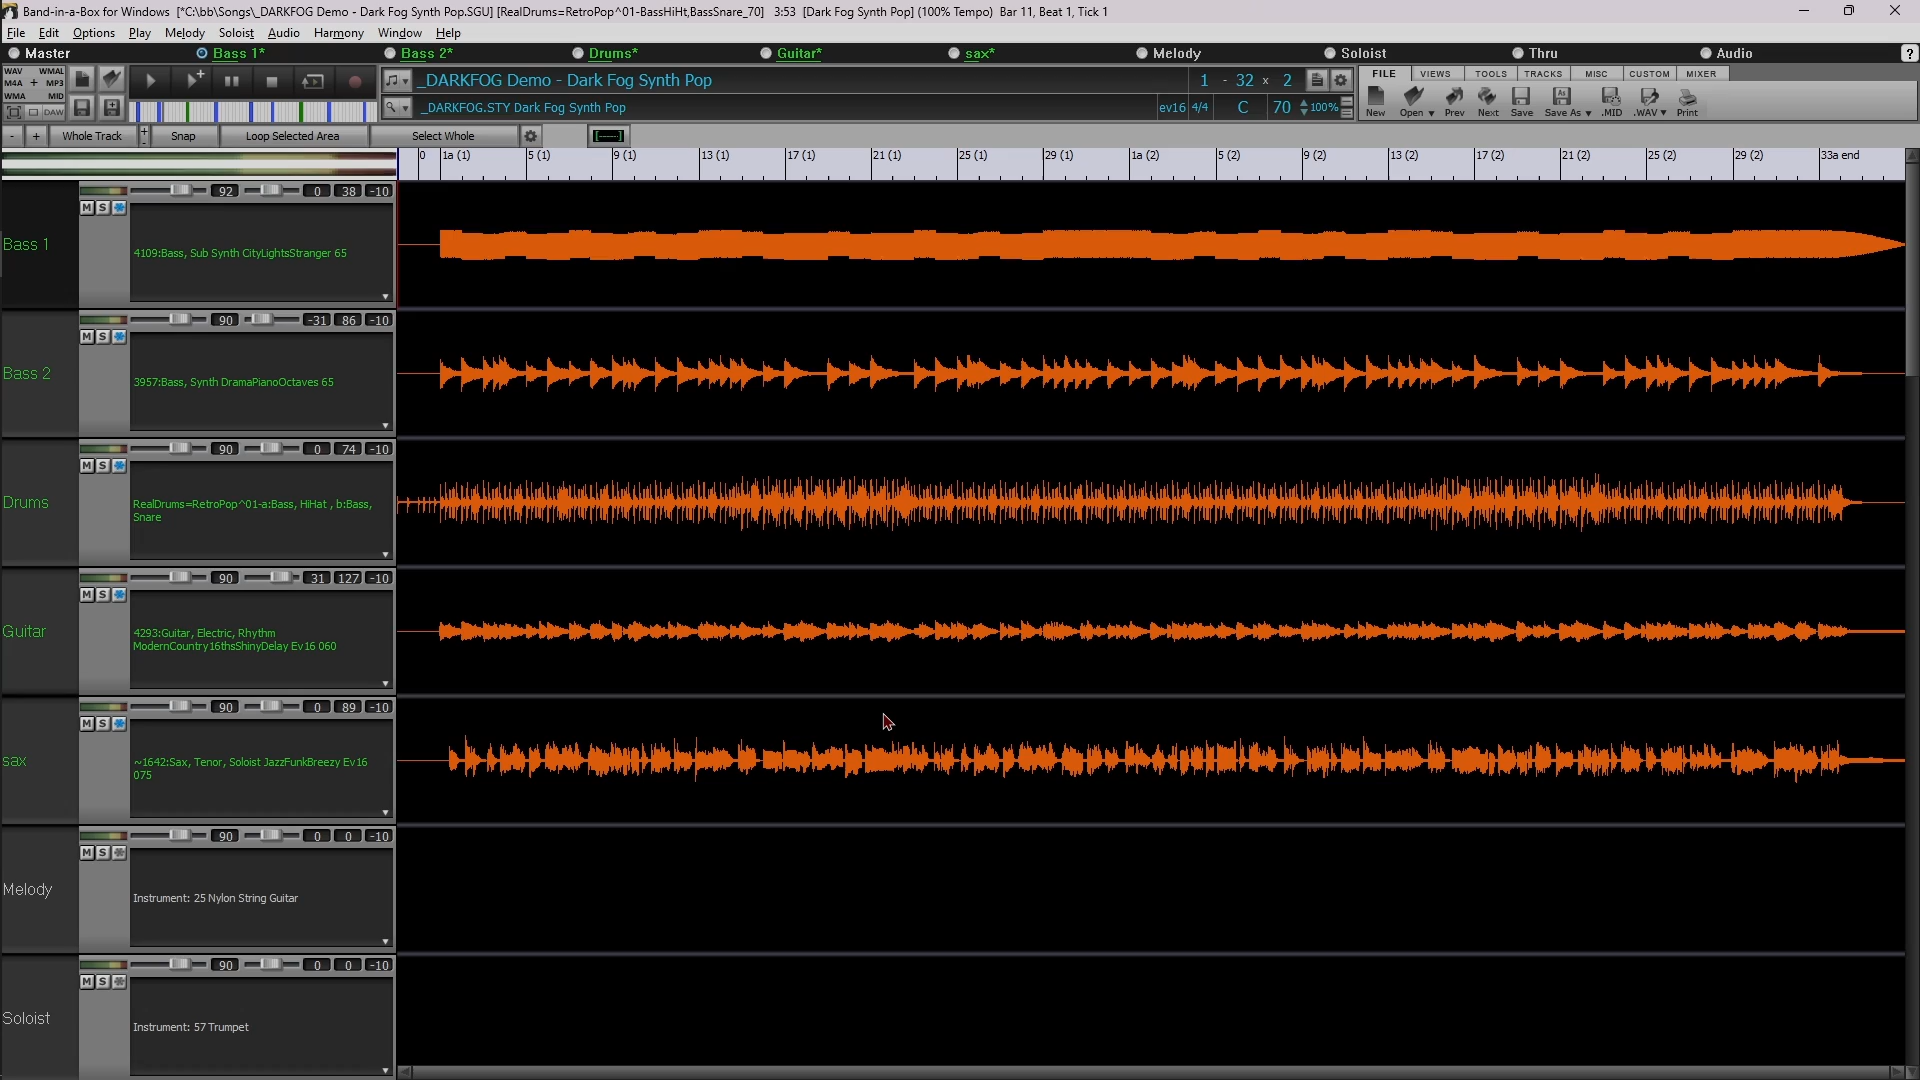 Band-in-a-Box for Windows [*C:\bb\Songs\_DARKFOG Demo - Dark Fog Synth Pop.SGU] [RealDrums=RetroPop^01-BassHiHt,BassSnare_70] 3:53 [Dark Fog Synth Pop] (100% Tempo) Bar 11, Beat 1, Tick 1
File Edit Options Play Melody Soloist Audio Harmony Window Help
Master Bass 1* Bass 2* Drums* Guitar* sax* Melody Soloist Thru Audio ?
WAV WMAL
M4A + MP3
WMA MID
DAW
_DARKFOG Demo - Dark Fog Synth Pop 1 - 32 x 2
_DARKFOG.STY Dark Fog Synth Pop ev16 4/4 C 70 100%
FILE VIEWS TOOLS TRACKS MISC CUSTOM MIXER
New Open Prev Next Save Save As .MID .WAV Print
- + Whole Track + - Snap Loop Selected Area Select Whole
0 1a (1) 5 (1) 9 (1) 13 (1) 17 (1) 21 (1) 25 (1) 29 (1) 1a (2) 5 (2) 9 (2) 13 (2) 17 (2) 21 (2) 25 (2) 29 (2) 33a end
92 0 38 -10
M S
Bass 1
4109:Bass, Sub Synth CityLightsStranger 65
90 -31 86 -10
M S
Bass 2
3957:Bass, Synth DramaPianoOctaves 65
90 0 74 -10
M S
Drums
RealDrums=RetroPop^01-a:Bass, HiHat , b:Bass,
Snare
90 31 127 -10
M S
Guitar
4293:Guitar, Electric, Rhythm
ModernCountry16thsShinyDelay Ev16 060
90 0 89 -10
M S
sax
~1642:Sax, Tenor, Soloist JazzFunkBreezy Ev16
075
90 0 0 -10
M S
Melody
Instrument: 25 Nylon String Guitar
90 0 0 -10
M S
Soloist
Instrument: 57 Trumpet